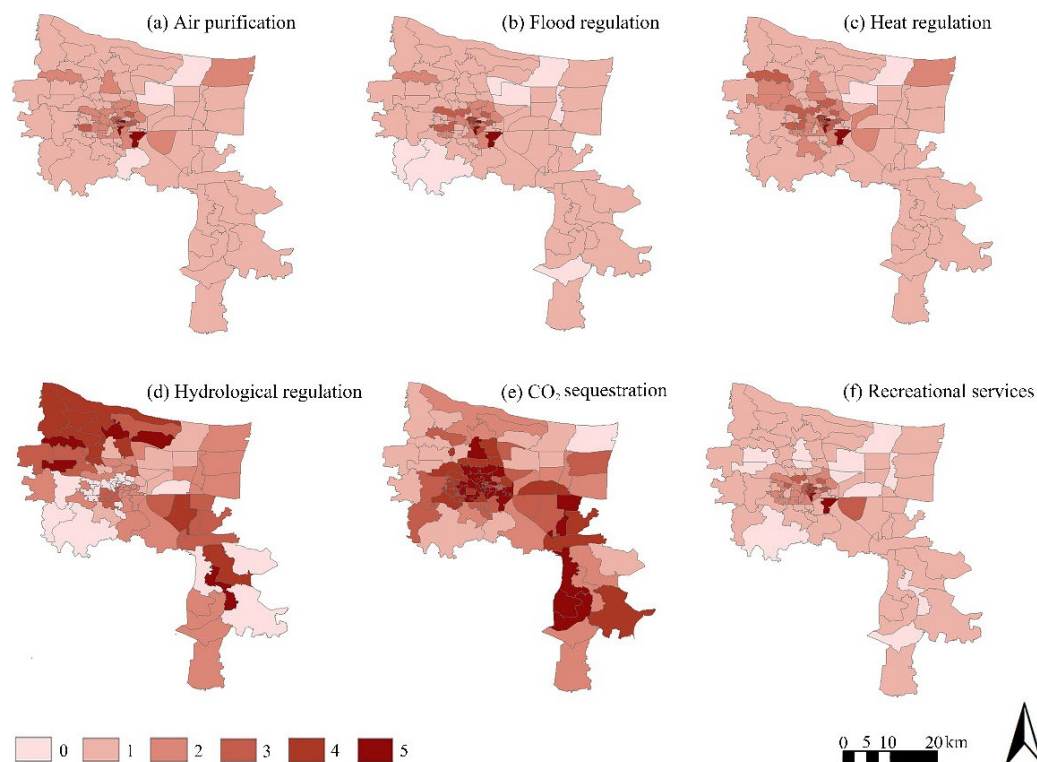 (a) Air purification
(b) Flood regulation
(c) Heat regulation
(d) Hydrological regulation
(e) CO₂ sequestration
(f) Recreational services
0 1 2 3 4 5
0 5 10 20 km